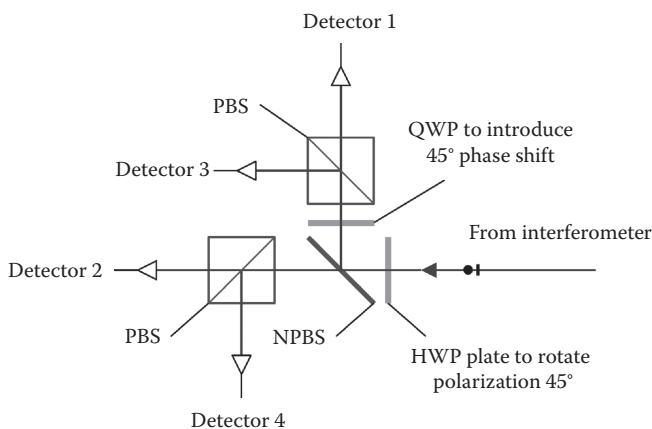 Detector 1
PBS
QWP to introduce
45° phase shift
Detector 3
From interferometer
Detector 2
PBS
NPBS
HWP plate to rotate
polarization 45°
Detector 4